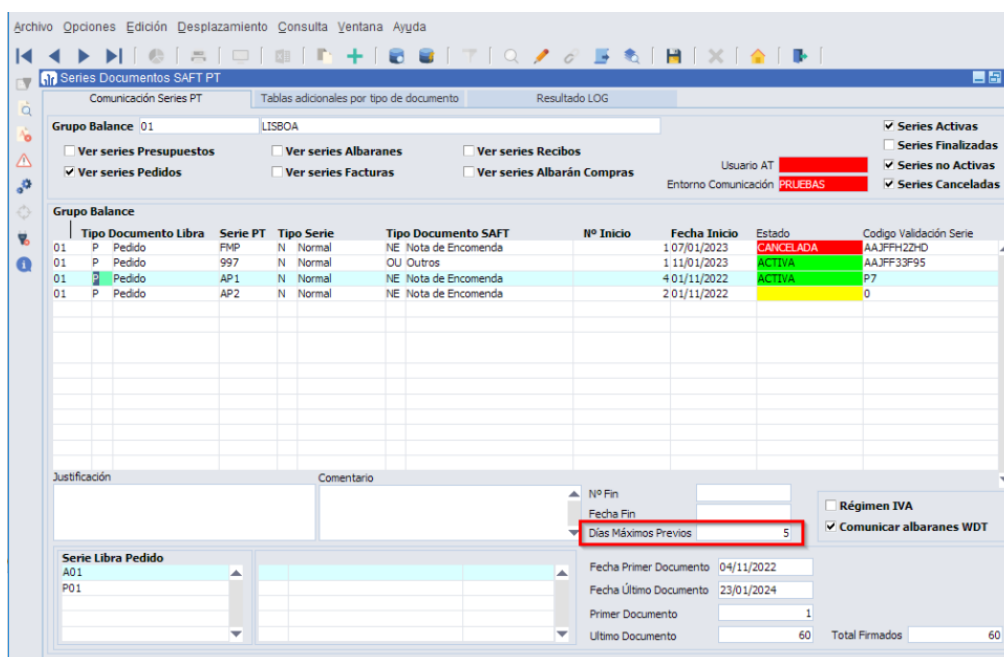 Archivo Opciones Edición Desplazamiento Consulta Ventana Ayuda
Series Documentos SAFT PT
Comunicación Series PT Tablas adicionales por tipo de documento Resultado LOG
Grupo Balance 01 LISBOA
Series Activas
Series Finalizadas
Series no Activas
Series Canceladas
Ver series Presupuestos Ver series Albaranes Ver series Recibos
Ver series Pedidos Ver series Facturas Ver series Albarán Compras
Usuario AT
Entorno Comunicación PRUEBAS
Grupo Balance
Tipo Documento Libra Serie PT Tipo Serie Tipo Documento SAFT Nº Inicio Fecha Inicio Estado Codigo Validación Serie
01 P Pedido FMP N Normal NE Nota de Encomenda 1 07/01/2023 CANCELADA AAJFFH2ZHD
01 P Pedido 997 N Normal OU Outros 1 11/01/2023 ACTIVA AAJFF33F95
01 P Pedido AP1 N Normal NE Nota de Encomenda 4 01/11/2022 ACTIVA P7
01 P Pedido AP2 N Normal NE Nota de Encomenda 2 01/11/2022 0
Justificación Comentario
Nº Fin
Fecha Fin
Días Máximos Previos 5
Régimen IVA
Comunicar albaranes WDT
Serie Libra Pedido
A01
P01
Fecha Primer Documento 04/11/2022
Fecha Último Documento 23/01/2024
Primer Documento 1
Ultimo Documento 60 Total Firmados 60